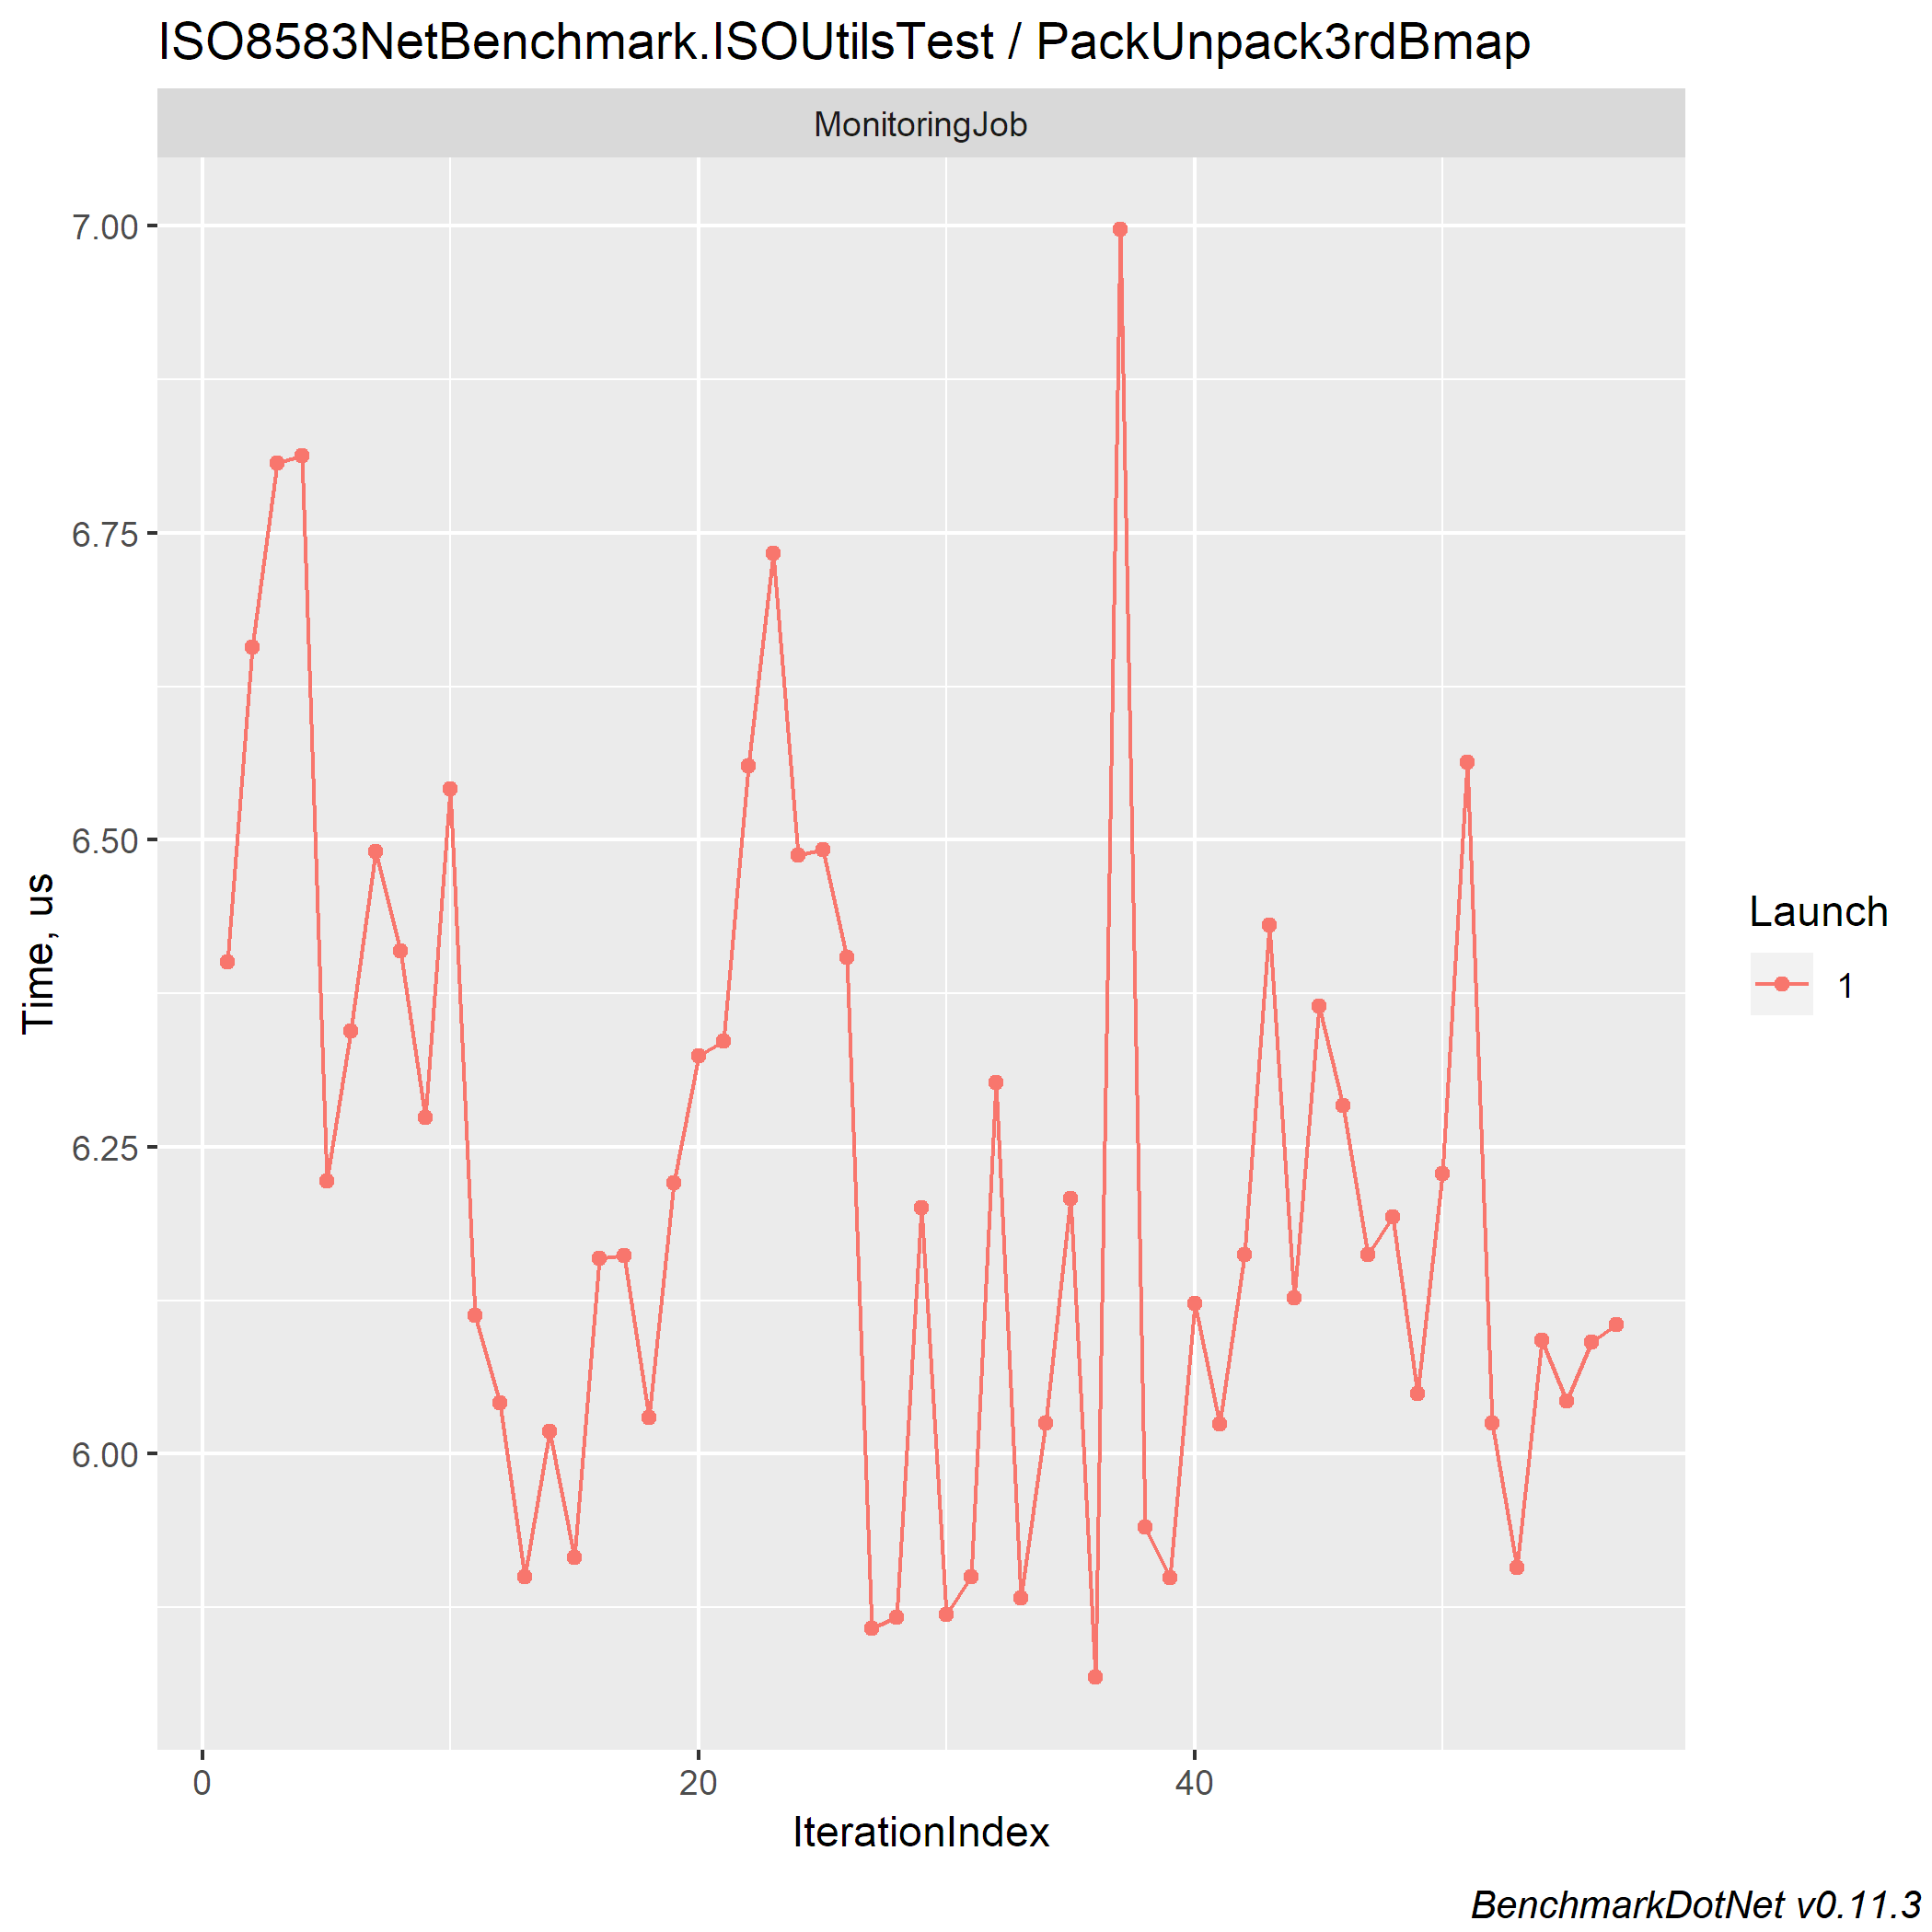 ISO8583NetBenchmark.ISOUtilsTest / PackUnpack3rdBmap
MonitoringJob
7.00
6.75
6.50
6.25
6.00
Time, us
0 20 40
IterationIndex
Launch
1
BenchmarkDotNet v0.11.3